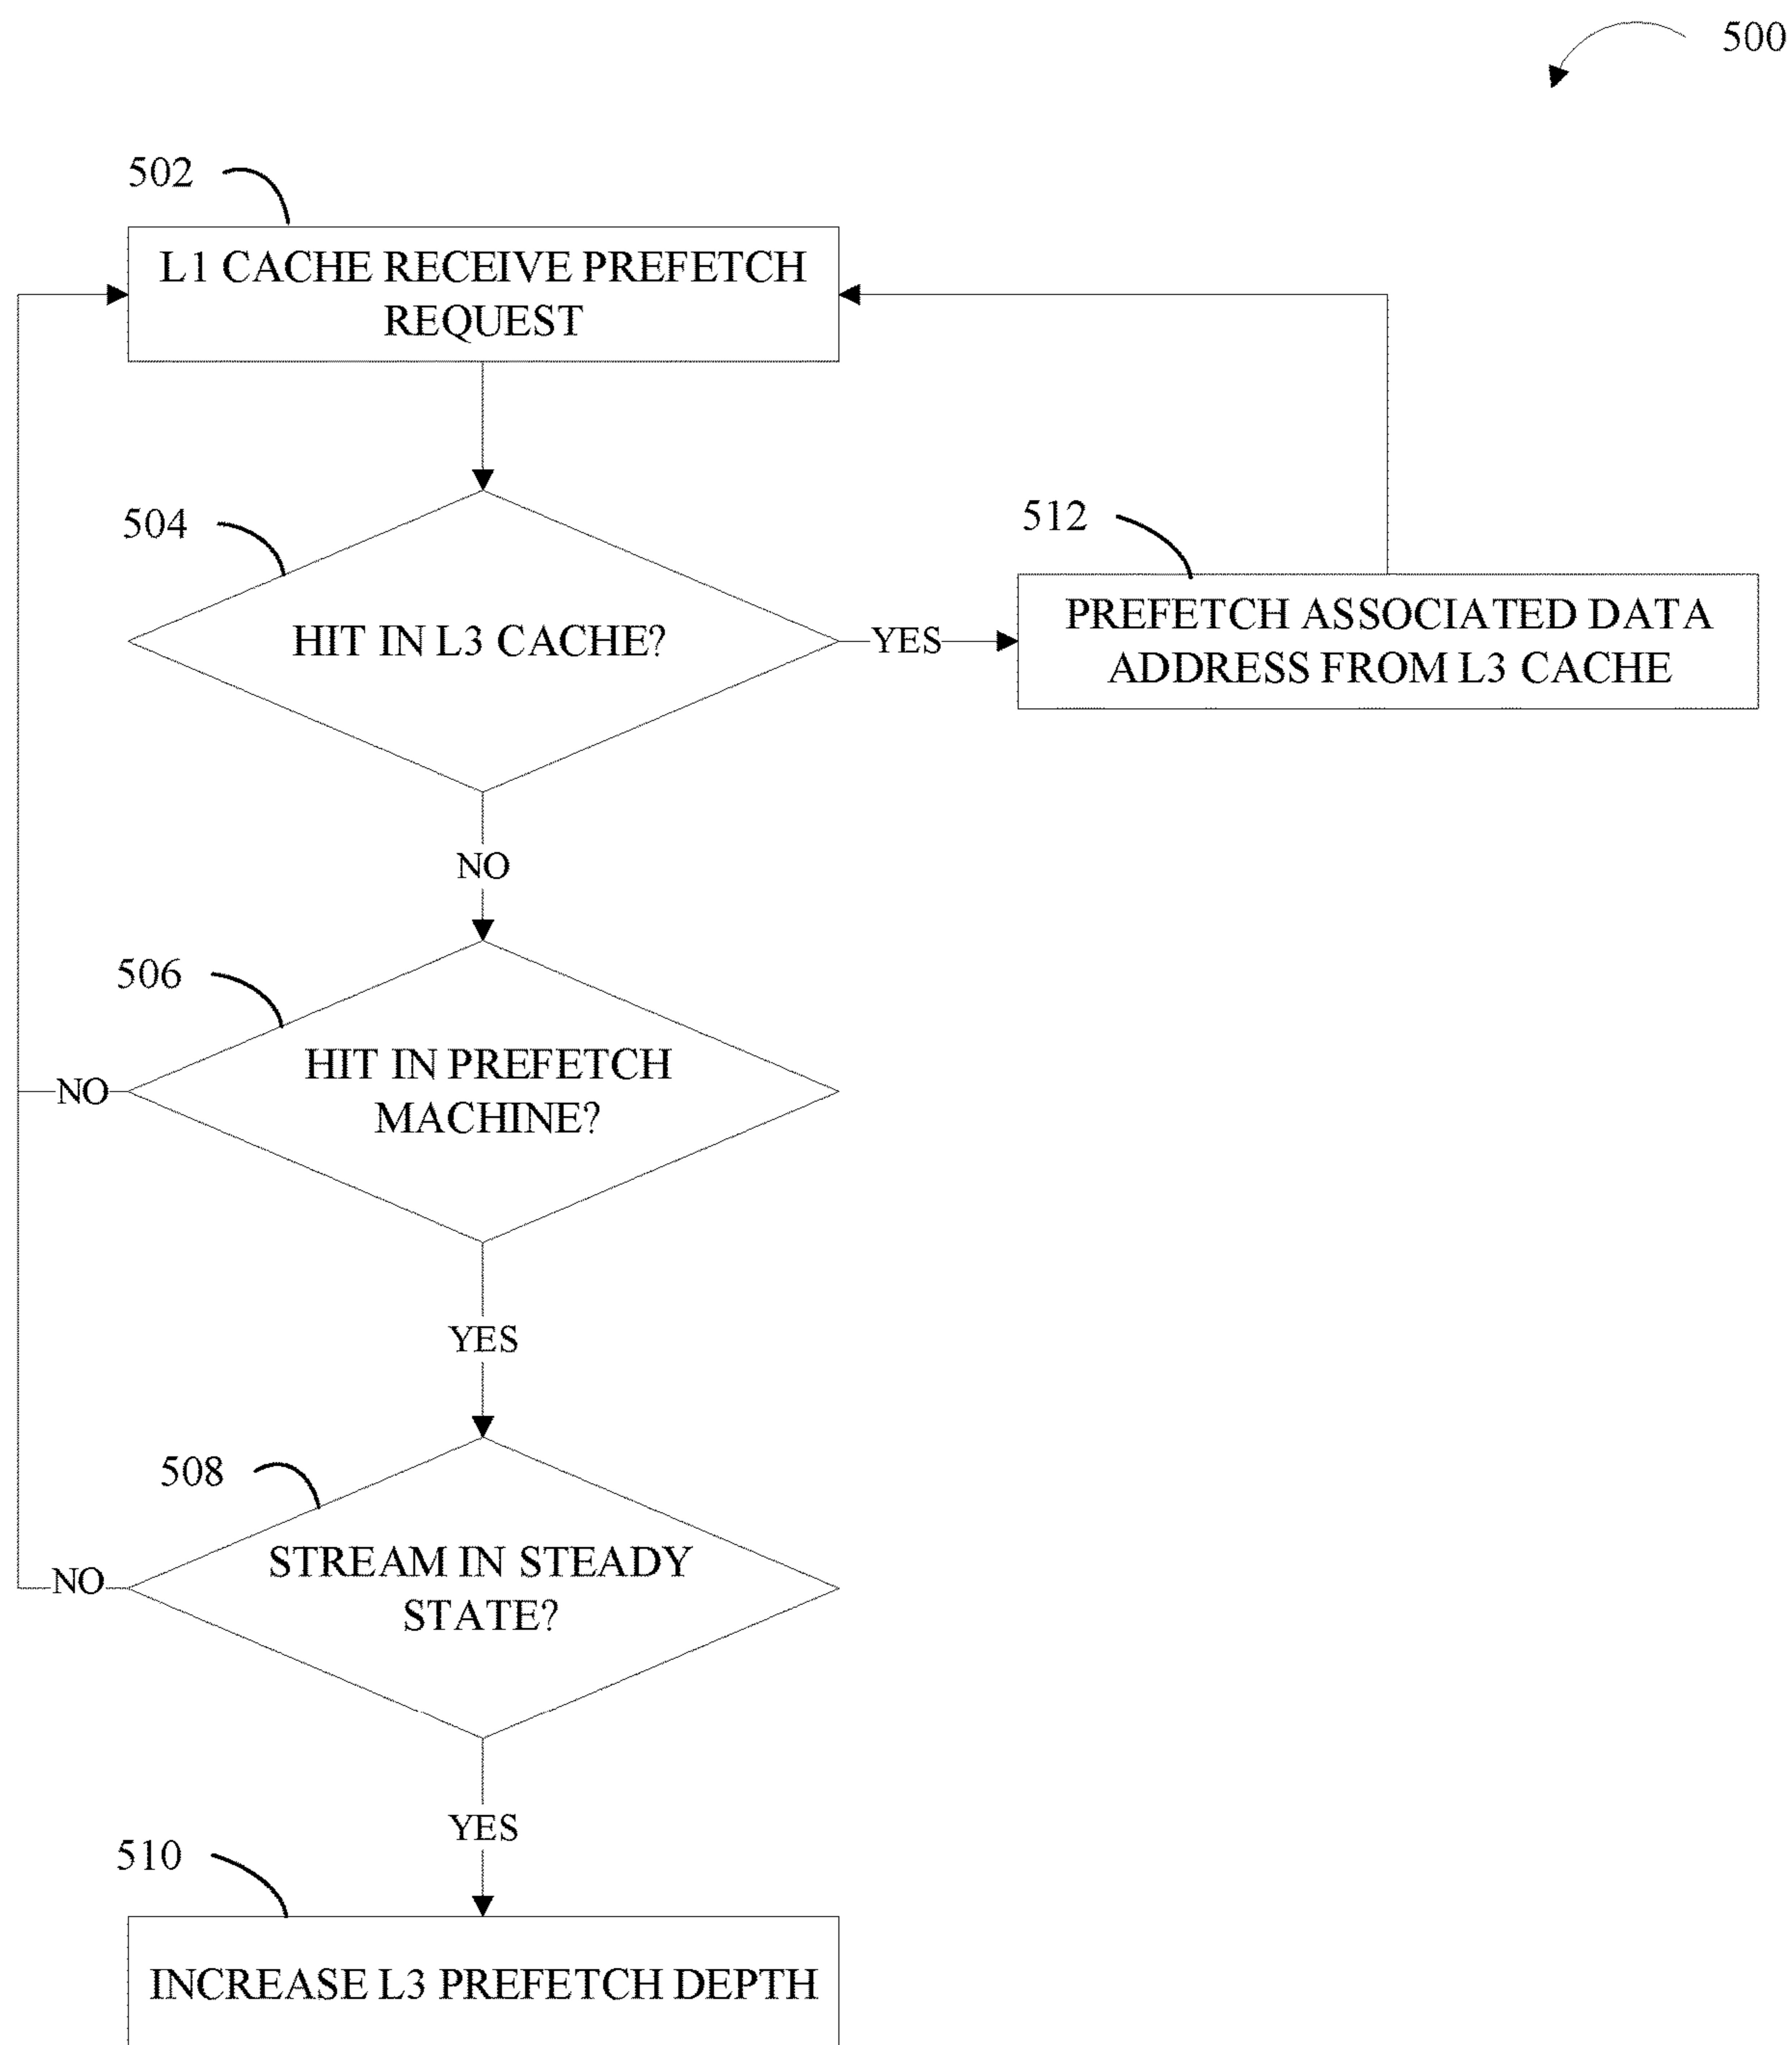 500
502
L1 CACHE RECEIVE PREFETCH
REQUEST
504
HIT IN L3 CACHE?
YES
512
PREFETCH ASSOCIATED DATA
ADDRESS FROM L3 CACHE
NO
506
HIT IN PREFETCH
MACHINE?
NO
YES
508
STREAM IN STEADY
STATE?
NO
YES
510
INCREASE L3 PREFETCH DEPTH